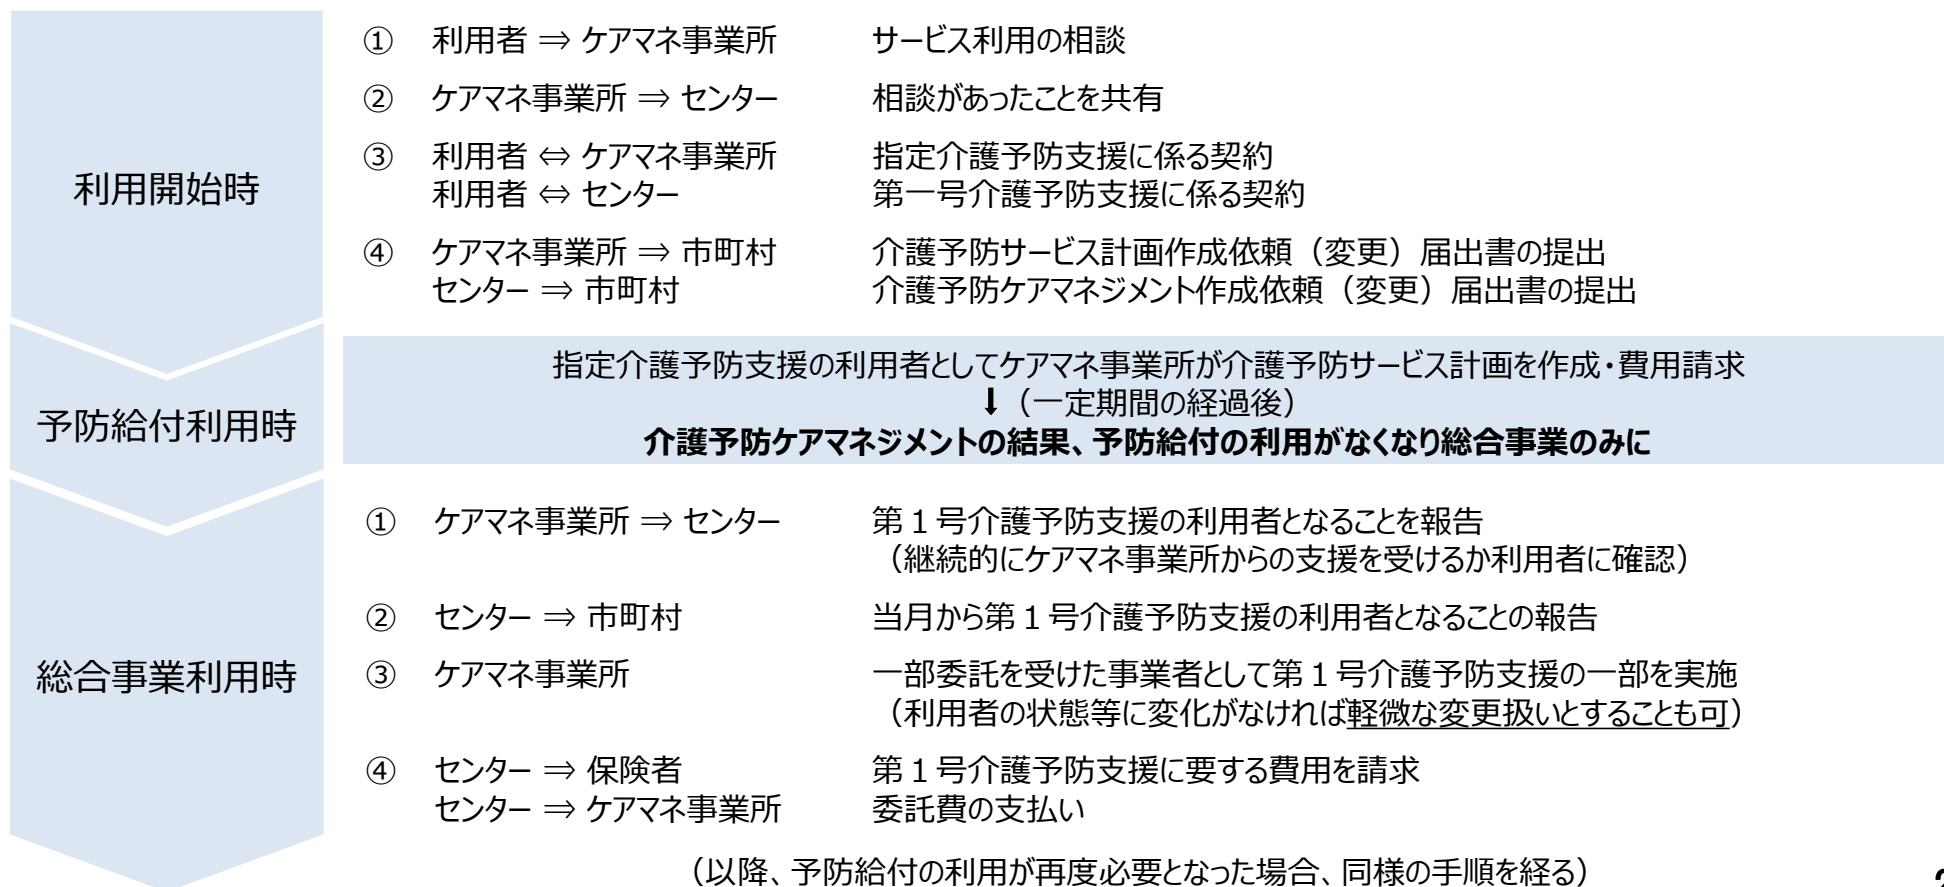 利用開始時
① 利用者 ⇒ ケアマネ事業所 サービス利用の相談
② ケアマネ事業所 ⇒ センター 相談があったことを共有
③ 利用者 ⇔ ケアマネ事業所 指定介護予防支援に係る契約
利用者 ⇔ センター 第一号介護予防支援に係る契約
④ ケアマネ事業所 ⇒ 市町村 介護予防サービス計画作成依頼（変更）届出書の提出
センター ⇒ 市町村 介護予防ケアマネジメント作成依頼（変更）届出書の提出
予防給付利用時
指定介護予防支援の利用者としてケアマネ事業所が介護予防サービス計画を作成・費用請求
⬇（一定期間の経過後）
介護予防ケアマネジメントの結果、予防給付の利用がなくなり総合事業のみに
総合事業利用時
① ケアマネ事業所 ⇒ センター 第１号介護予防支援の利用者となることを報告
（継続的にケアマネ事業所からの支援を受けるか利用者に確認）
② センター ⇒ 市町村 当月から第１号介護予防支援の利用者となることの報告
③ ケアマネ事業所 一部委託を受けた事業者として第１号介護予防支援の一部を実施
（利用者の状態等に変化がなければ軽微な変更扱いとすることも可）
④ センター ⇒ 保険者 第１号介護予防支援に要する費用を請求
センター ⇒ ケアマネ事業所 委託費の支払い
（以降、予防給付の利用が再度必要となった場合、同様の手順を経る）